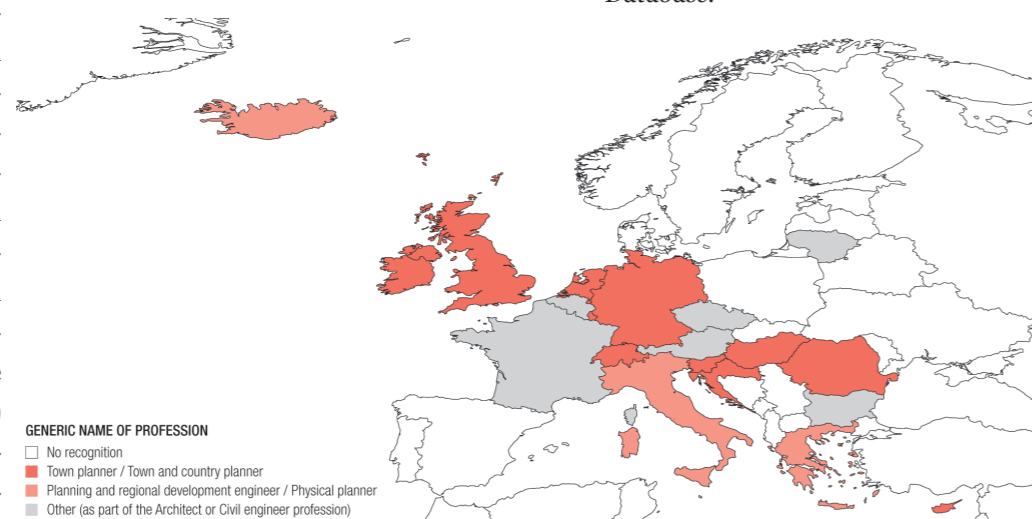 Database.
GENERIC NAME OF PROFESSION
No recognition
Town planner / Town and country planner
Planning and regional development engineer / Physical planner
Other (as part of the Architect or Civil engineer profession)